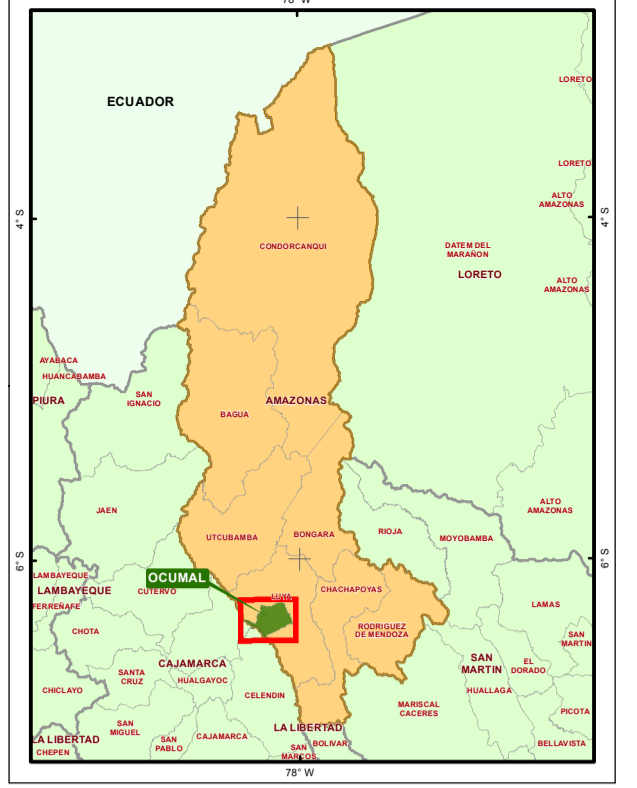 78° W
ECUADOR
LORETO
LORETO
ALTO
AMAZONAS
4° S
4° S
CONDORCANQUI
DATEM DEL
MARAÑON
LORETO
ALTO
AMAZONAS
AYABACA
HUANCABAMBA
PIURA
SAN
IGNACIO
AMAZONAS
BAGUA
JAEN
ALTO
AMAZONAS
UTCUBAMBA
BONGARA
RIOJA
MOYOBAMBA
6° S
6° S
LAMBAYEQUE
OCUMAL
LAMBAYEQUE
CUTERVO
LUYA
CHACHAPOYAS
FERREÑAFE
LAMAS
CHOTA
RODRIGUEZ
DE MENDOZA
SAN
MARTIN
CAJAMARCA
SAN
MARTIN
EL
DORADO
SANTA
CRUZ
HUALGAYOC
CHICLAYO
CELENDIN
HUALLAGA
MARISCAL
CACERES
PICOTA
SAN
MIGUEL
LA LIBERTAD
LA LIBERTAD
SAN
PABLO
CAJAMARCA
SAN
MARCOS
BOLIVAR
BELLAVISTA
CHEPEN
78° W